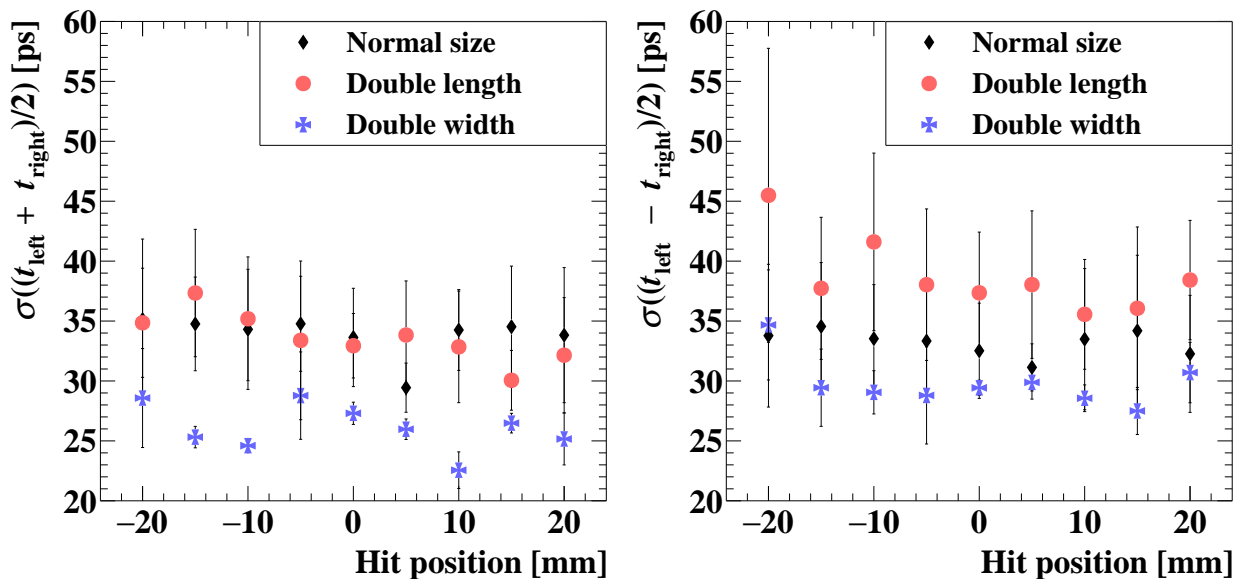 σ((t_left + t_right)/2) [ps]
60
55
50
45
40
35
30
25
20
Normal size
Double length
Double width
−20 −10 0 10 20
Hit position [mm]
σ((t_left − t_right)/2) [ps]
60
55
50
45
40
35
30
25
20
Normal size
Double length
Double width
−20 −10 0 10 20
Hit position [mm]